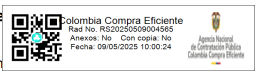 Colombia Compra Eficiente
Rad No. RS20250509004565
Anexos: No Con copia: No
Fecha: 09/05/2025 10:00:24
Agencia Nacional
de Contratación Pública
Colombia Compra Eficiente